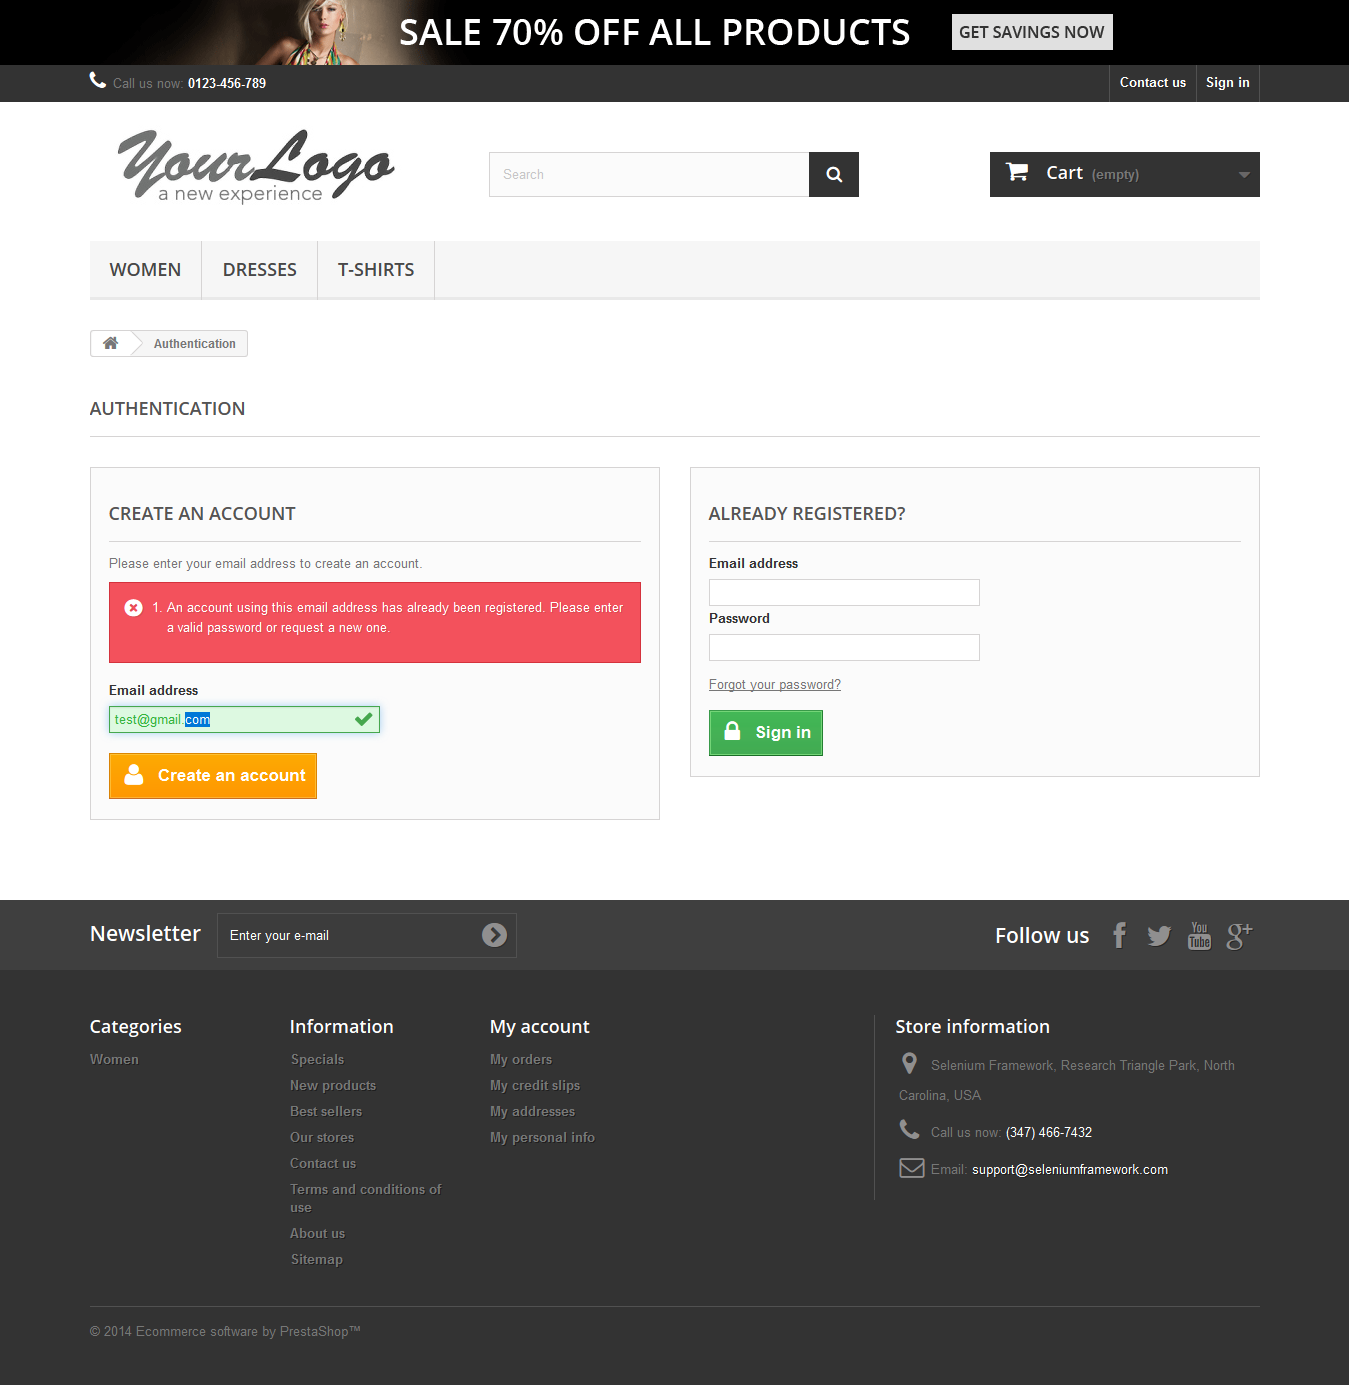 SALE 70% OFF ALL PRODUCTS
GET SAVINGS NOW
Call us now: 0123-456-789
Contact us
Sign in
YourLogo
a new experience
Search
Cart (empty)
WOMEN
DRESSES
T-SHIRTS
Authentication
AUTHENTICATION
CREATE AN ACCOUNT
Please enter your email address to create an account.
1. An account using this email address has already been registered. Please enter
a valid password or request a new one.
Email address
test@gmail.com
Create an account
ALREADY REGISTERED?
Email address
Password
Forgot your password?
Sign in
Newsletter
Enter your e-mail
Follow us
You
Tube
g+
Categories
Women
Information
Specials
New products
Best sellers
Our stores
Contact us
Terms and conditions of
use
About us
Sitemap
My account
My orders
My credit slips
My addresses
My personal info
Store information
Selenium Framework, Research Triangle Park, North
Carolina, USA
Call us now: (347) 466-7432
Email: support@seleniumframework.com
© 2014 Ecommerce software by PrestaShop™